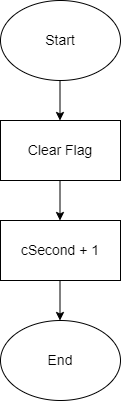 Start
Clear Flag
cSecond + 1
End